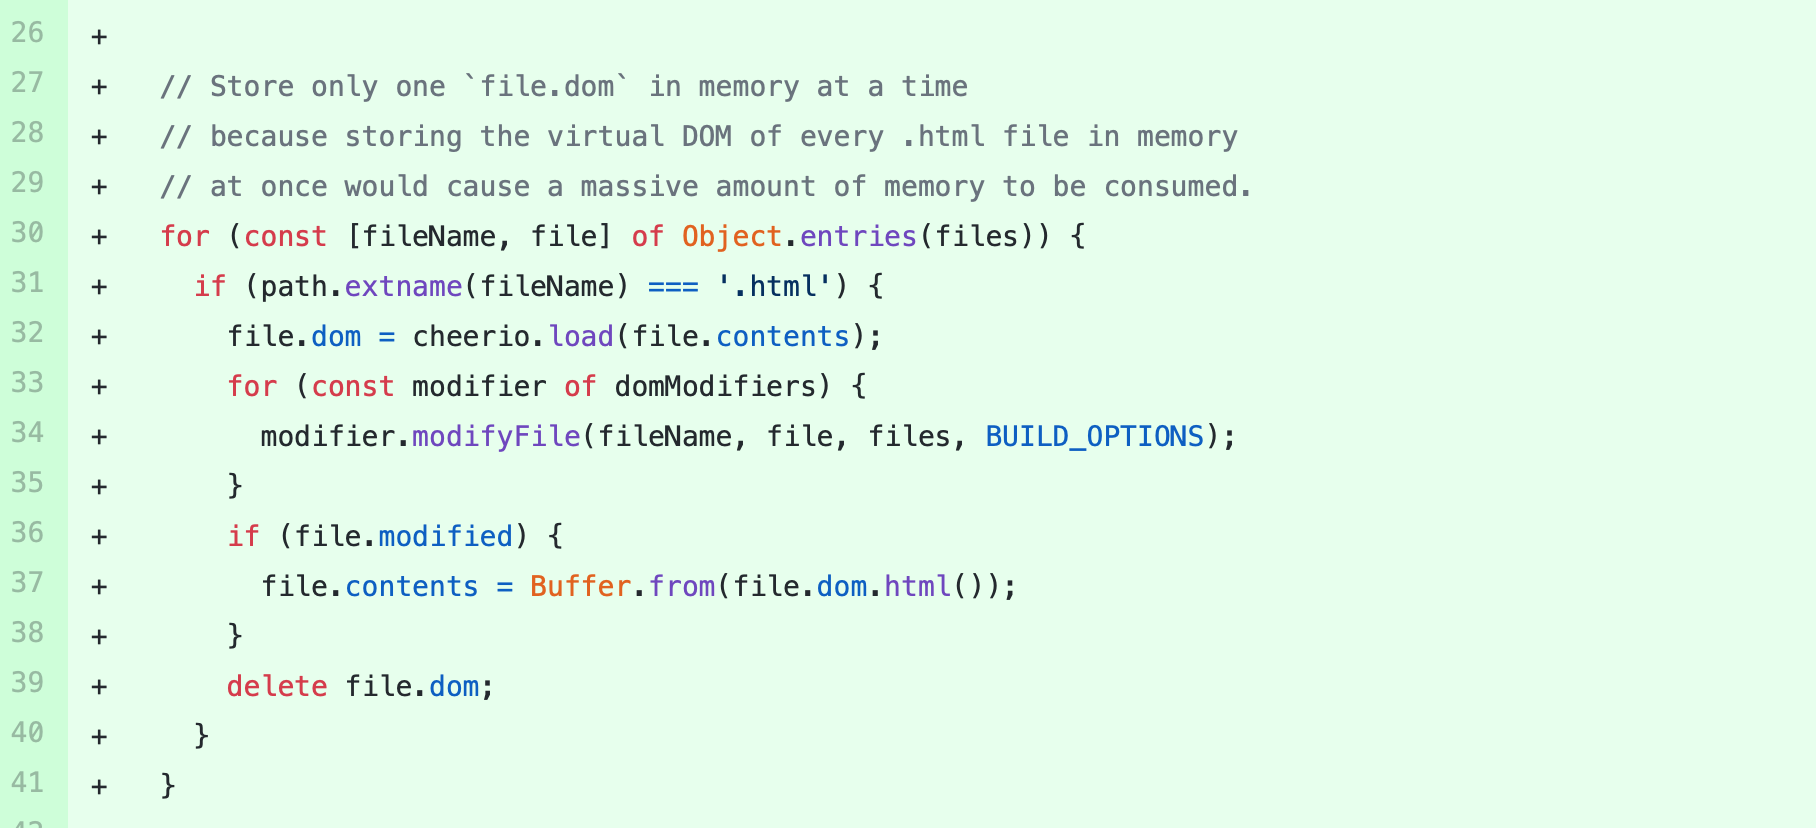 26 +
27 + // Store only one `file.dom` in memory at a time
28 + // because storing the virtual DOM of every .html file in memory
29 + // at once would cause a massive amount of memory to be consumed.
30 + for (const [fileName, file] of Object.entries(files)) {
31 + if (path.extname(fileName) === '.html') {
32 + file.dom = cheerio.load(file.contents);
33 + for (const modifier of domModifiers) {
34 + modifier.modifyFile(fileName, file, files, BUILD_OPTIONS);
35 + }
36 + if (file.modified) {
37 + file.contents = Buffer.from(file.dom.html());
38 + }
39 + delete file.dom;
40 + }
41 + }